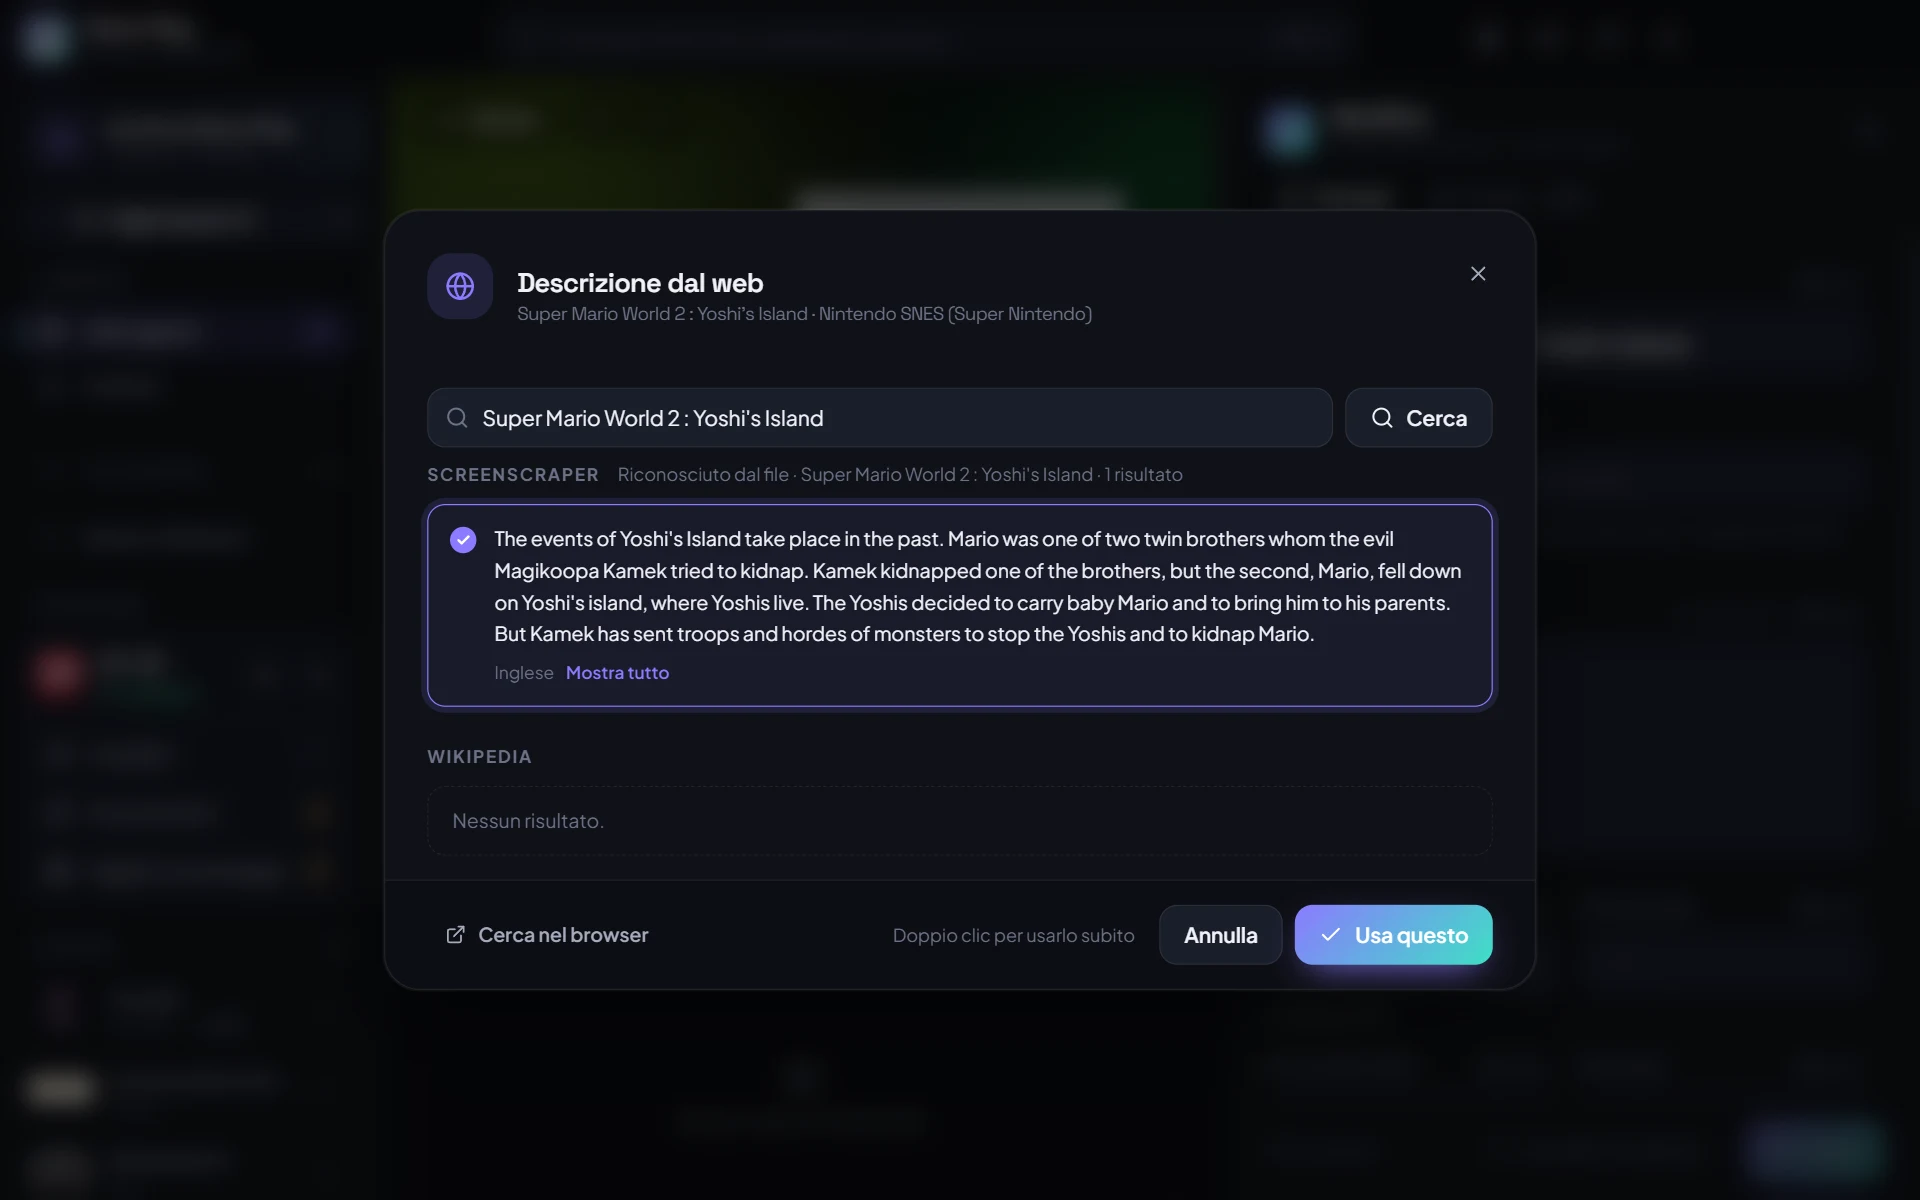 Descrizione dal web
Super Mario World 2 : Yoshi's Island · Nintendo SNES (Super Nintendo)
Super Mario World 2 : Yoshi's Island
Cerca
SCREENSCRAPER Riconosciuto dal file · Super Mario World 2 : Yoshi's Island · 1 risultato
The events of Yoshi's Island take place in the past. Mario was one of two twin brothers whom the evil
Magikoopa Kamek tried to kidnap. Kamek kidnapped one of the brothers, but the second, Mario, fell down
on Yoshi's island, where Yoshis live. The Yoshis decided to carry baby Mario and to bring him to his parents.
But Kamek has sent troops and hordes of monsters to stop the Yoshis and to kidnap Mario.
Inglese Mostra tutto
WIKIPEDIA
Nessun risultato.
Cerca nel browser
Doppio clic per usarlo subito
Annulla
Usa questo